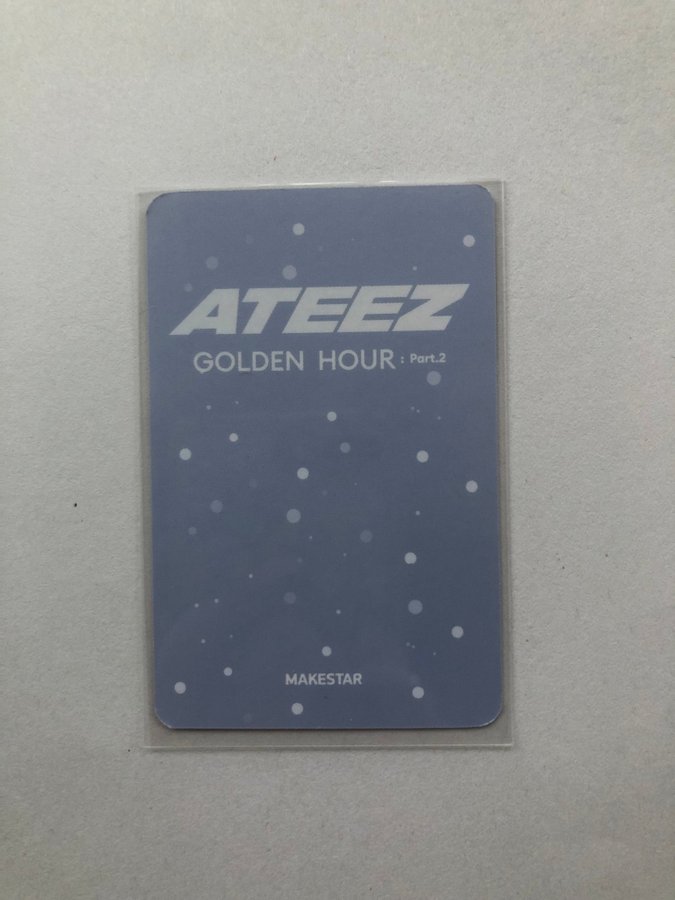 ATEEZ
GOLDEN HOUR : Part.2
MAKESTAR